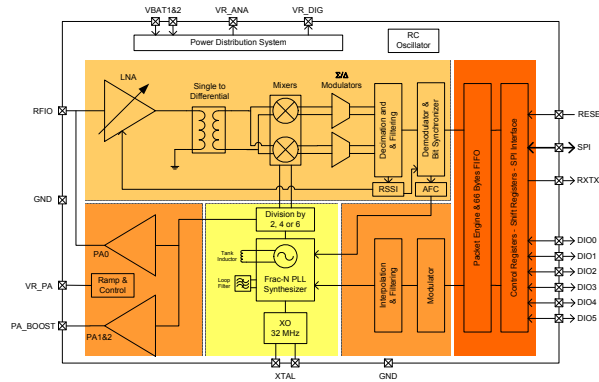 VBAT1&2
VR_ANA
VR_DIG
Power Distribution System
RC
Oscillator
LNA
Single to
Differential
Mixers
Σ/Δ
Modulators
Decimation and
& Filtering
Demodulator &
Bit Synchronizer
RFIO
RSSI
AFC
Packet Engine & 66 Bytes FIFO
Control Registers - Shift Registers - SPI Interface
RESE
SPI
RXTX
GND
Division by
2, 4 or 6
PA0
Tank
Inductor
Loop
Filter
Frac-N PLL
Synthesizer
Interpolation
& Filtering
Modulator
DIO0
DIO1
DIO2
DIO3
DIO4
DIO5
VR_PA
Ramp &
Control
PA_BOOST
PA1&2
XO
32 MHz
XTAL
GND